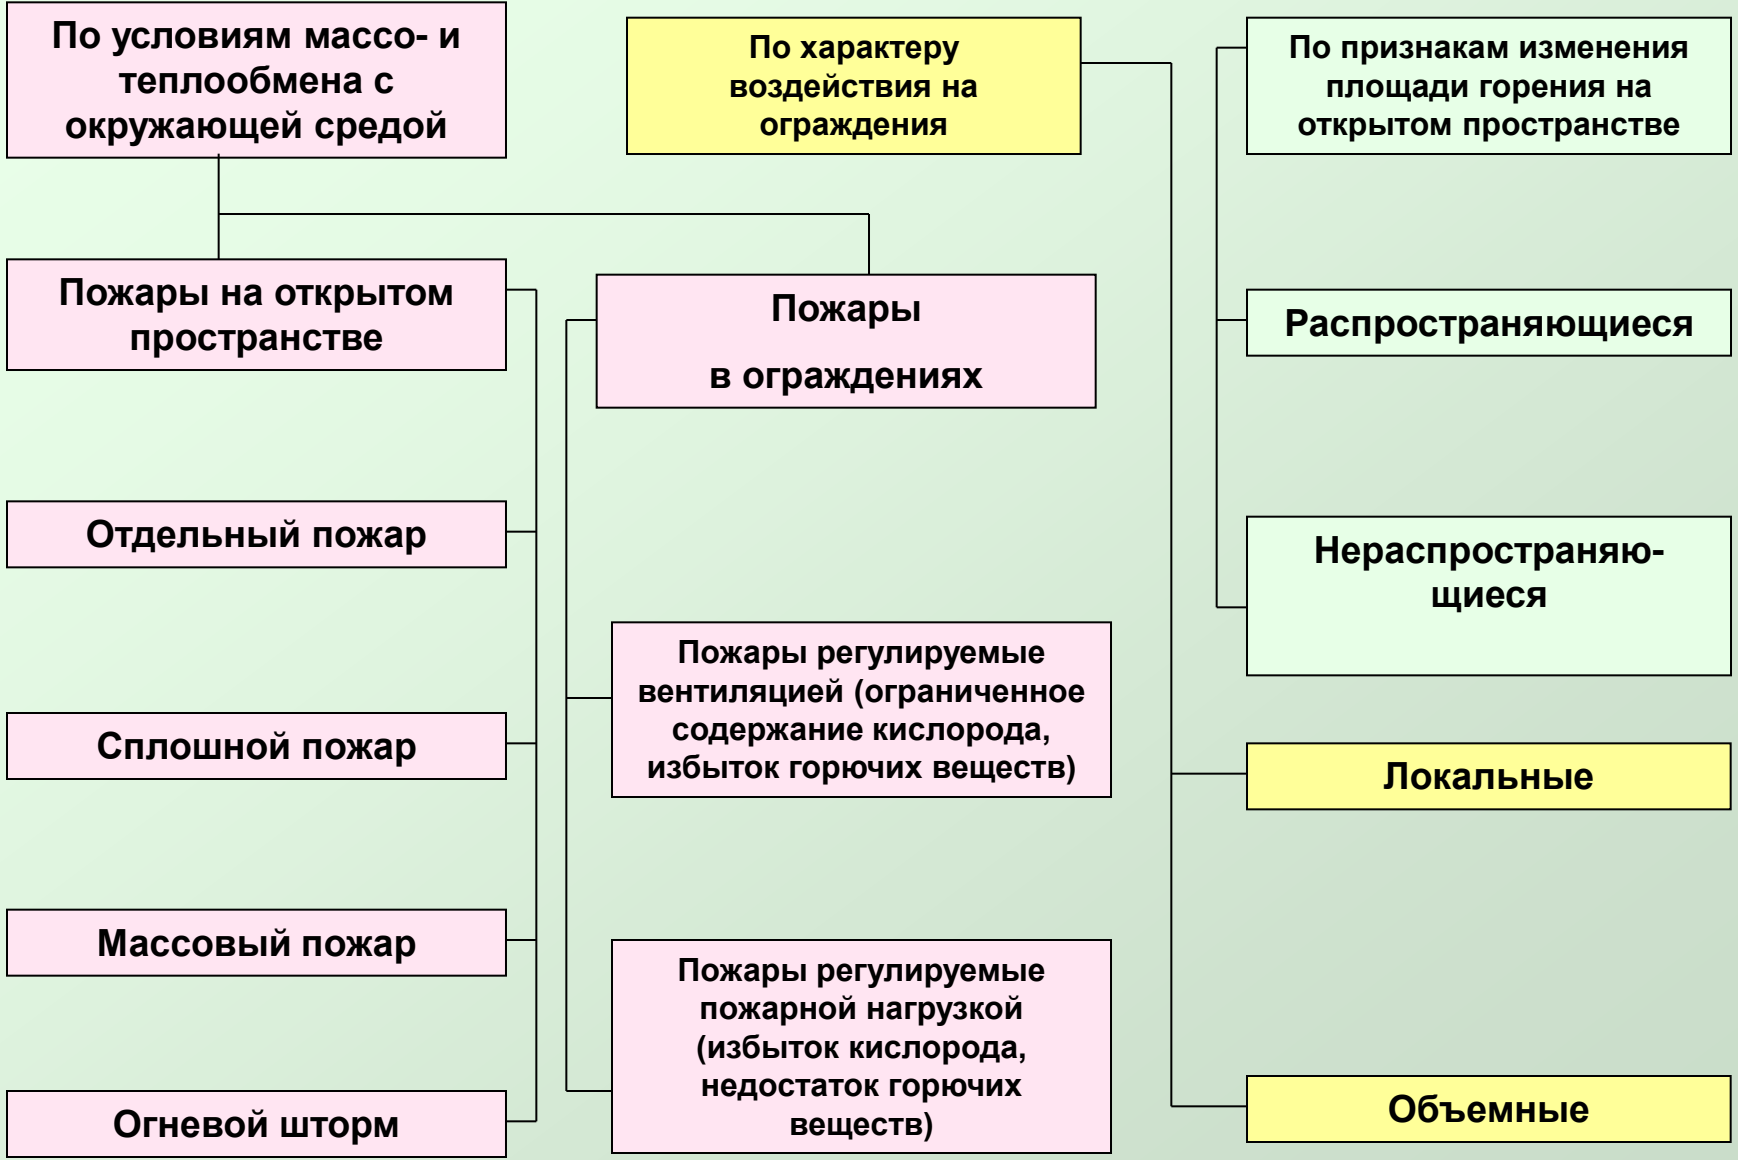 По условиям массо- и
теплообмена с
окружающей средой
По характеру
воздействия на
ограждения
По признакам изменения
площади горения на
открытом пространстве
Пожары на открытом
пространстве
Пожары
в ограждениях
Распространяющиеся
Отдельный пожар
Нераспространяю-
щиеся
Сплошной пожар
Пожары регулируемые
вентиляцией (ограниченное
содержание кислорода,
избыток горючих веществ)
Локальные
Массовый пожар
Пожары регулируемые
пожарной нагрузкой
(избыток кислорода,
недостаток горючих
веществ)
Огневой шторм
Объемные